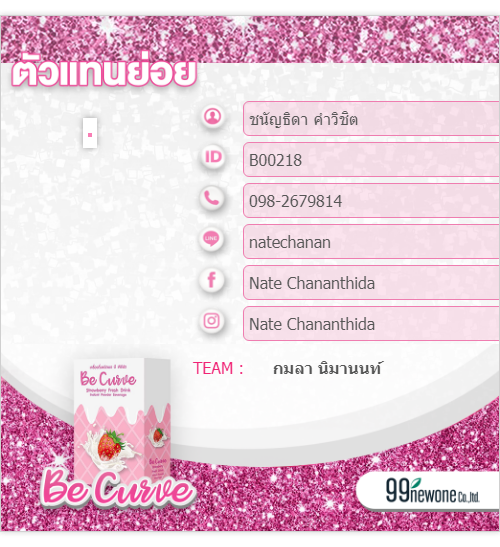 ตัวแทนย่อย
ชนัญธิดา คำวิชิต
ID B00218
098-2679814
LINE natechanan
f Nate Chananthida
Nate Chananthida
TEAM : กมลา นิมานนท์
Be Curve
Strawberry Fresh Drink
Be Curve
Be Curve
99newone Co.,ltd.